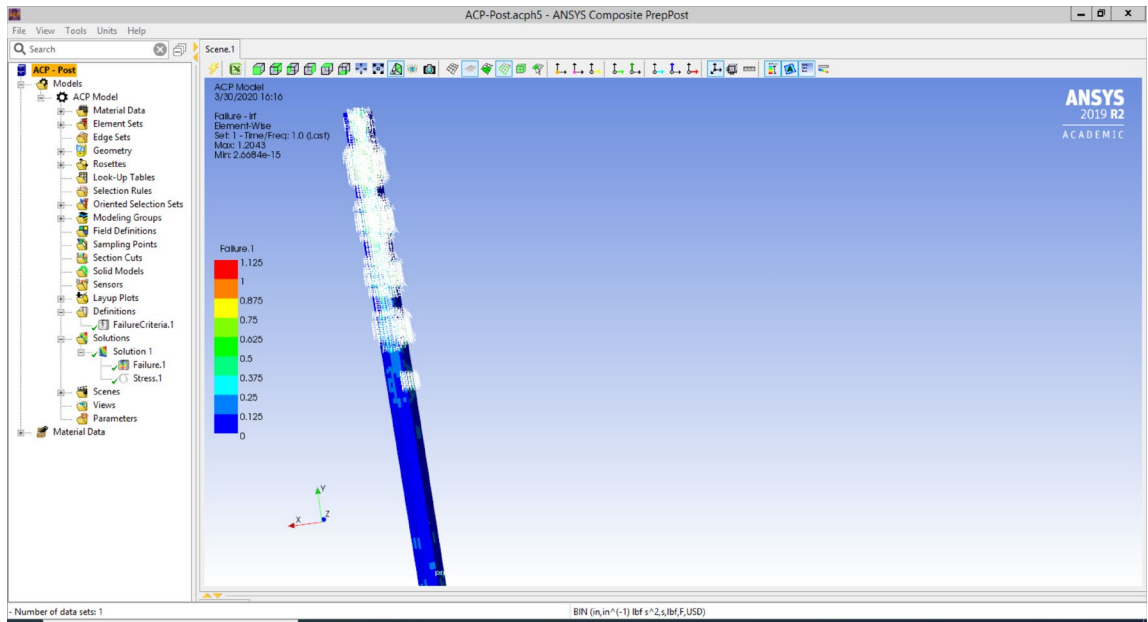 ACP-Post.acph5 - ANSYS Composite PrepPost
File View Tools Units Help
Search
Scene.1
ACP - Post
Models
ACP Model
Material Data
Element Sets
Edge Sets
Geometry
Rosettes
Look-Up Tables
Selection Rules
Oriented Selection Sets
Modeling Groups
Field Definitions
Sampling Points
Section Cuts
Solid Models
Sensors
Layup Plots
Definitions
FailureCriteria.1
Solutions
Solution 1
Failure.1
Stress.1
Scenes
Views
Parameters
Material Data
ACP Model
3/30/2020 16:16
Failure - irf
Element-Wise
Set: 1 - Time/Freq: 1.0 (Last)
Max: 1.2043
Min: 2.6684e-15
Failure.1
1.125
1
0.875
0.75
0.625
0.5
0.375
0.25
0.125
0
Y
X
Z
ANSYS
2019 R2
ACADEMIC
- Number of data sets: 1
BIN (in,in^(-1) lbf s^2,s,lbf,F,USD)